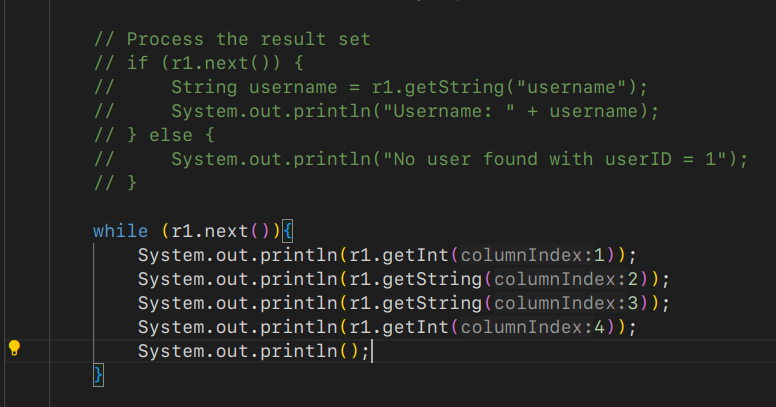 // Process the result set
// if (r1.next()) {
//     String username = r1.getString("username");
//     System.out.println("Username: " + username);
// } else {
//     System.out.println("No user found with userID = 1");
// }
while (r1.next()){
    System.out.println(r1.getInt(columnIndex:1));
    System.out.println(r1.getString(columnIndex:2));
    System.out.println(r1.getString(columnIndex:3));
    System.out.println(r1.getInt(columnIndex:4));
    System.out.println();
}